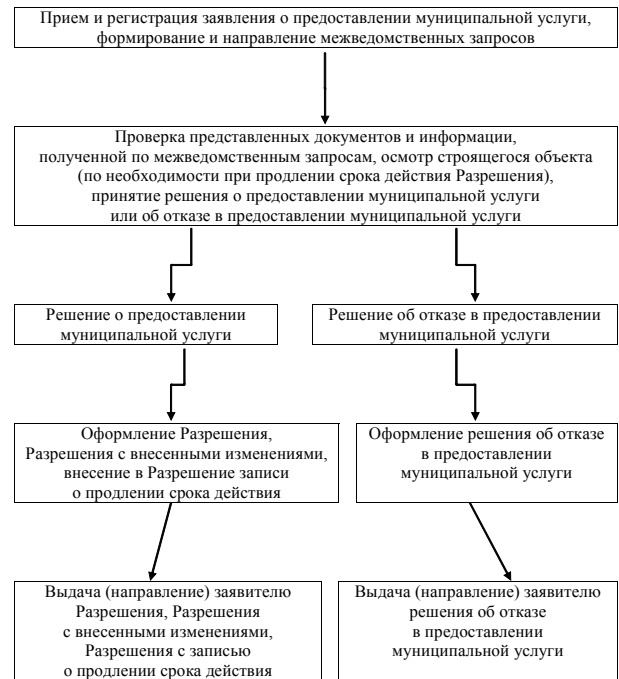 Прием и регистрация заявления о предоставлении муниципальной услуги,
формирование и направление межведомственных запросов
Проверка представленных документов и информации,
полученной по межведомственным запросам, осмотр строящегося объекта
(по необходимости при продлении срока действия Разрешения),
принятие решения о предоставлении муниципальной услуги
или об отказе в предоставлении муниципальной услуги
Решение о предоставлении
муниципальной услуги
Решение об отказе в предоставлении
муниципальной услуги
Оформление Разрешения,
Разрешения с внесенными изменениями,
внесение в Разрешение записи
о продлении срока действия
Оформление решения об отказе
в предоставлении
муниципальной услуги
Выдача (направление) заявителю
Разрешения, Разрешения
с внесенными изменениями,
Разрешения с записью
о продлении срока действия
Выдача (направление) заявителю
решения об отказе
в предоставлении
муниципальной услуги